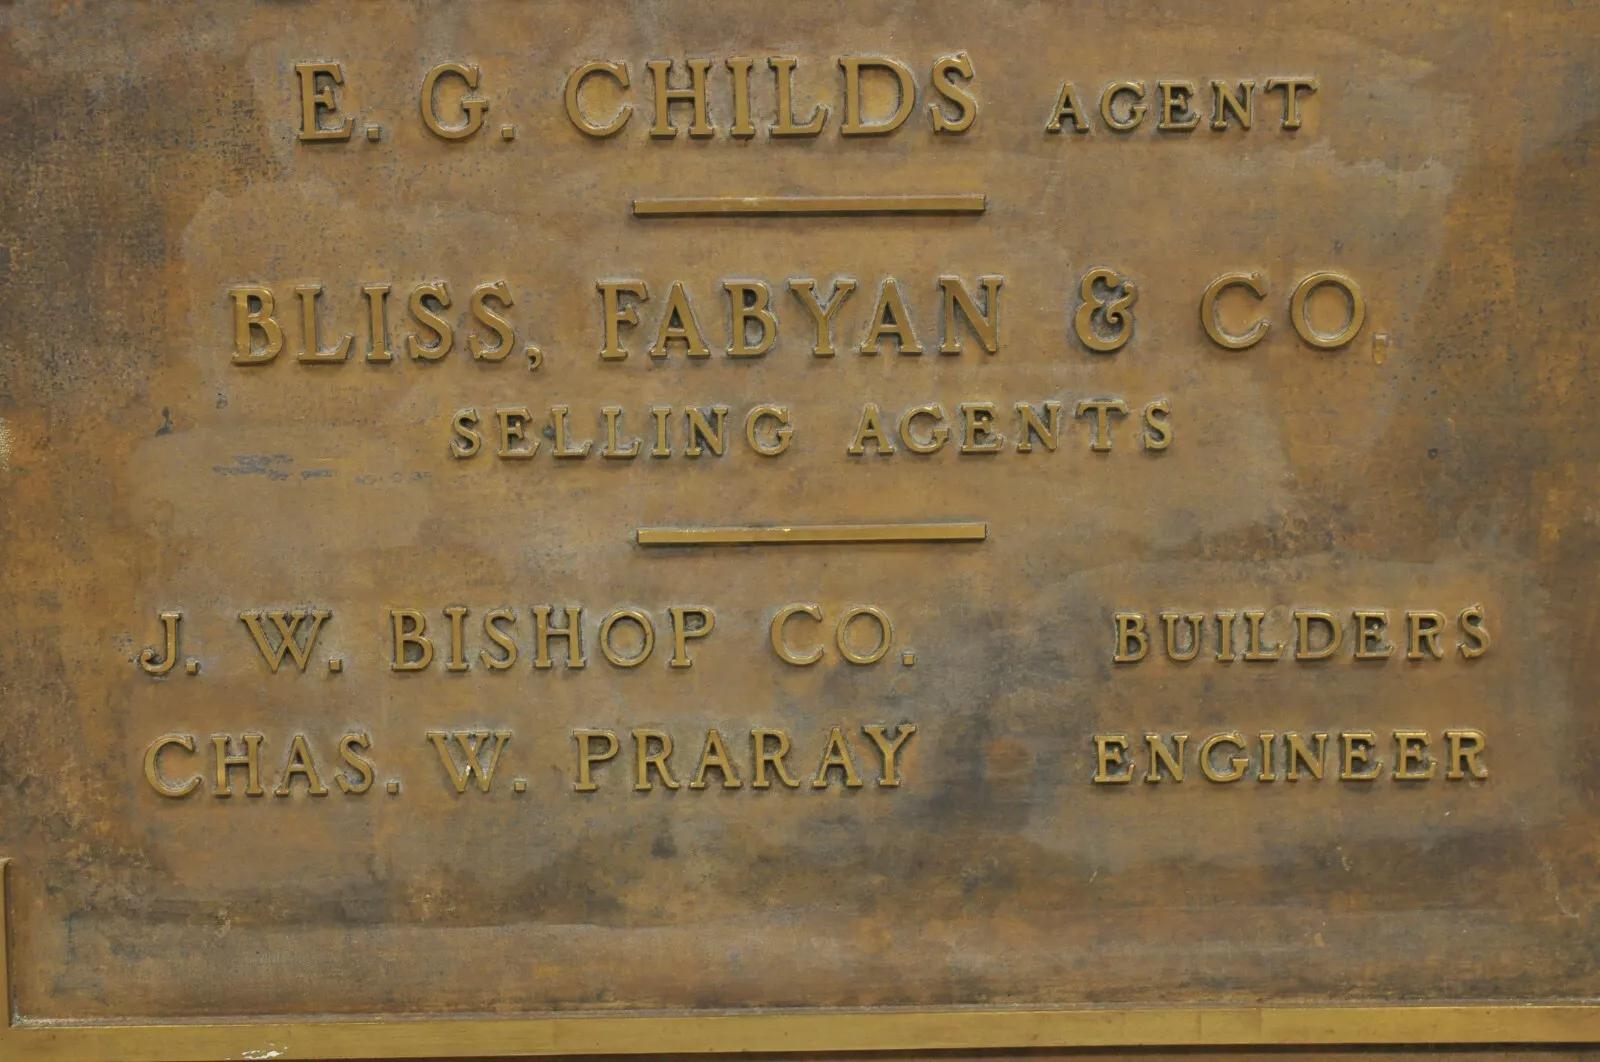 E. G. CHILDS AGENT
BLISS, FABYAN & CO.
SELLING AGENTS
J. W. BISHOP CO. BUILDERS
CHAS. W. PRARAY ENGINEER